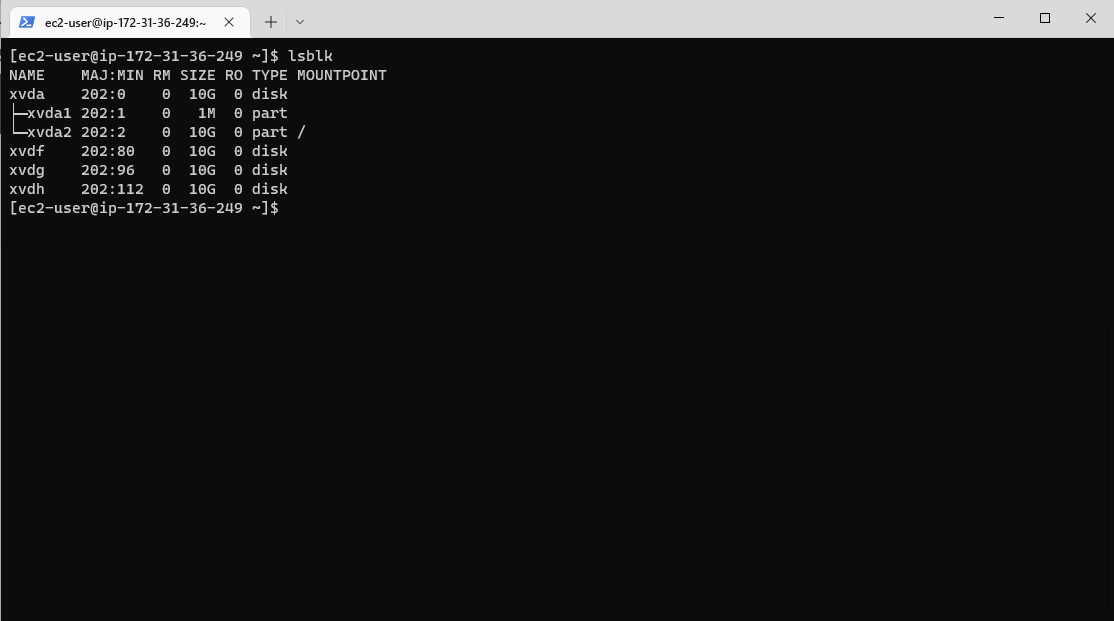 ec2-user@ip-172-31-36-249:~
[ec2-user@ip-172-31-36-249 ~]$ lsblk
NAME    MAJ:MIN RM SIZE RO TYPE MOUNTPOINT
xvda    202:0    0  10G  0 disk
├─xvda1 202:1    0   1M  0 part
└─xvda2 202:2    0  10G  0 part /
xvdf    202:80   0  10G  0 disk
xvdg    202:96   0  10G  0 disk
xvdh    202:112  0  10G  0 disk
[ec2-user@ip-172-31-36-249 ~]$